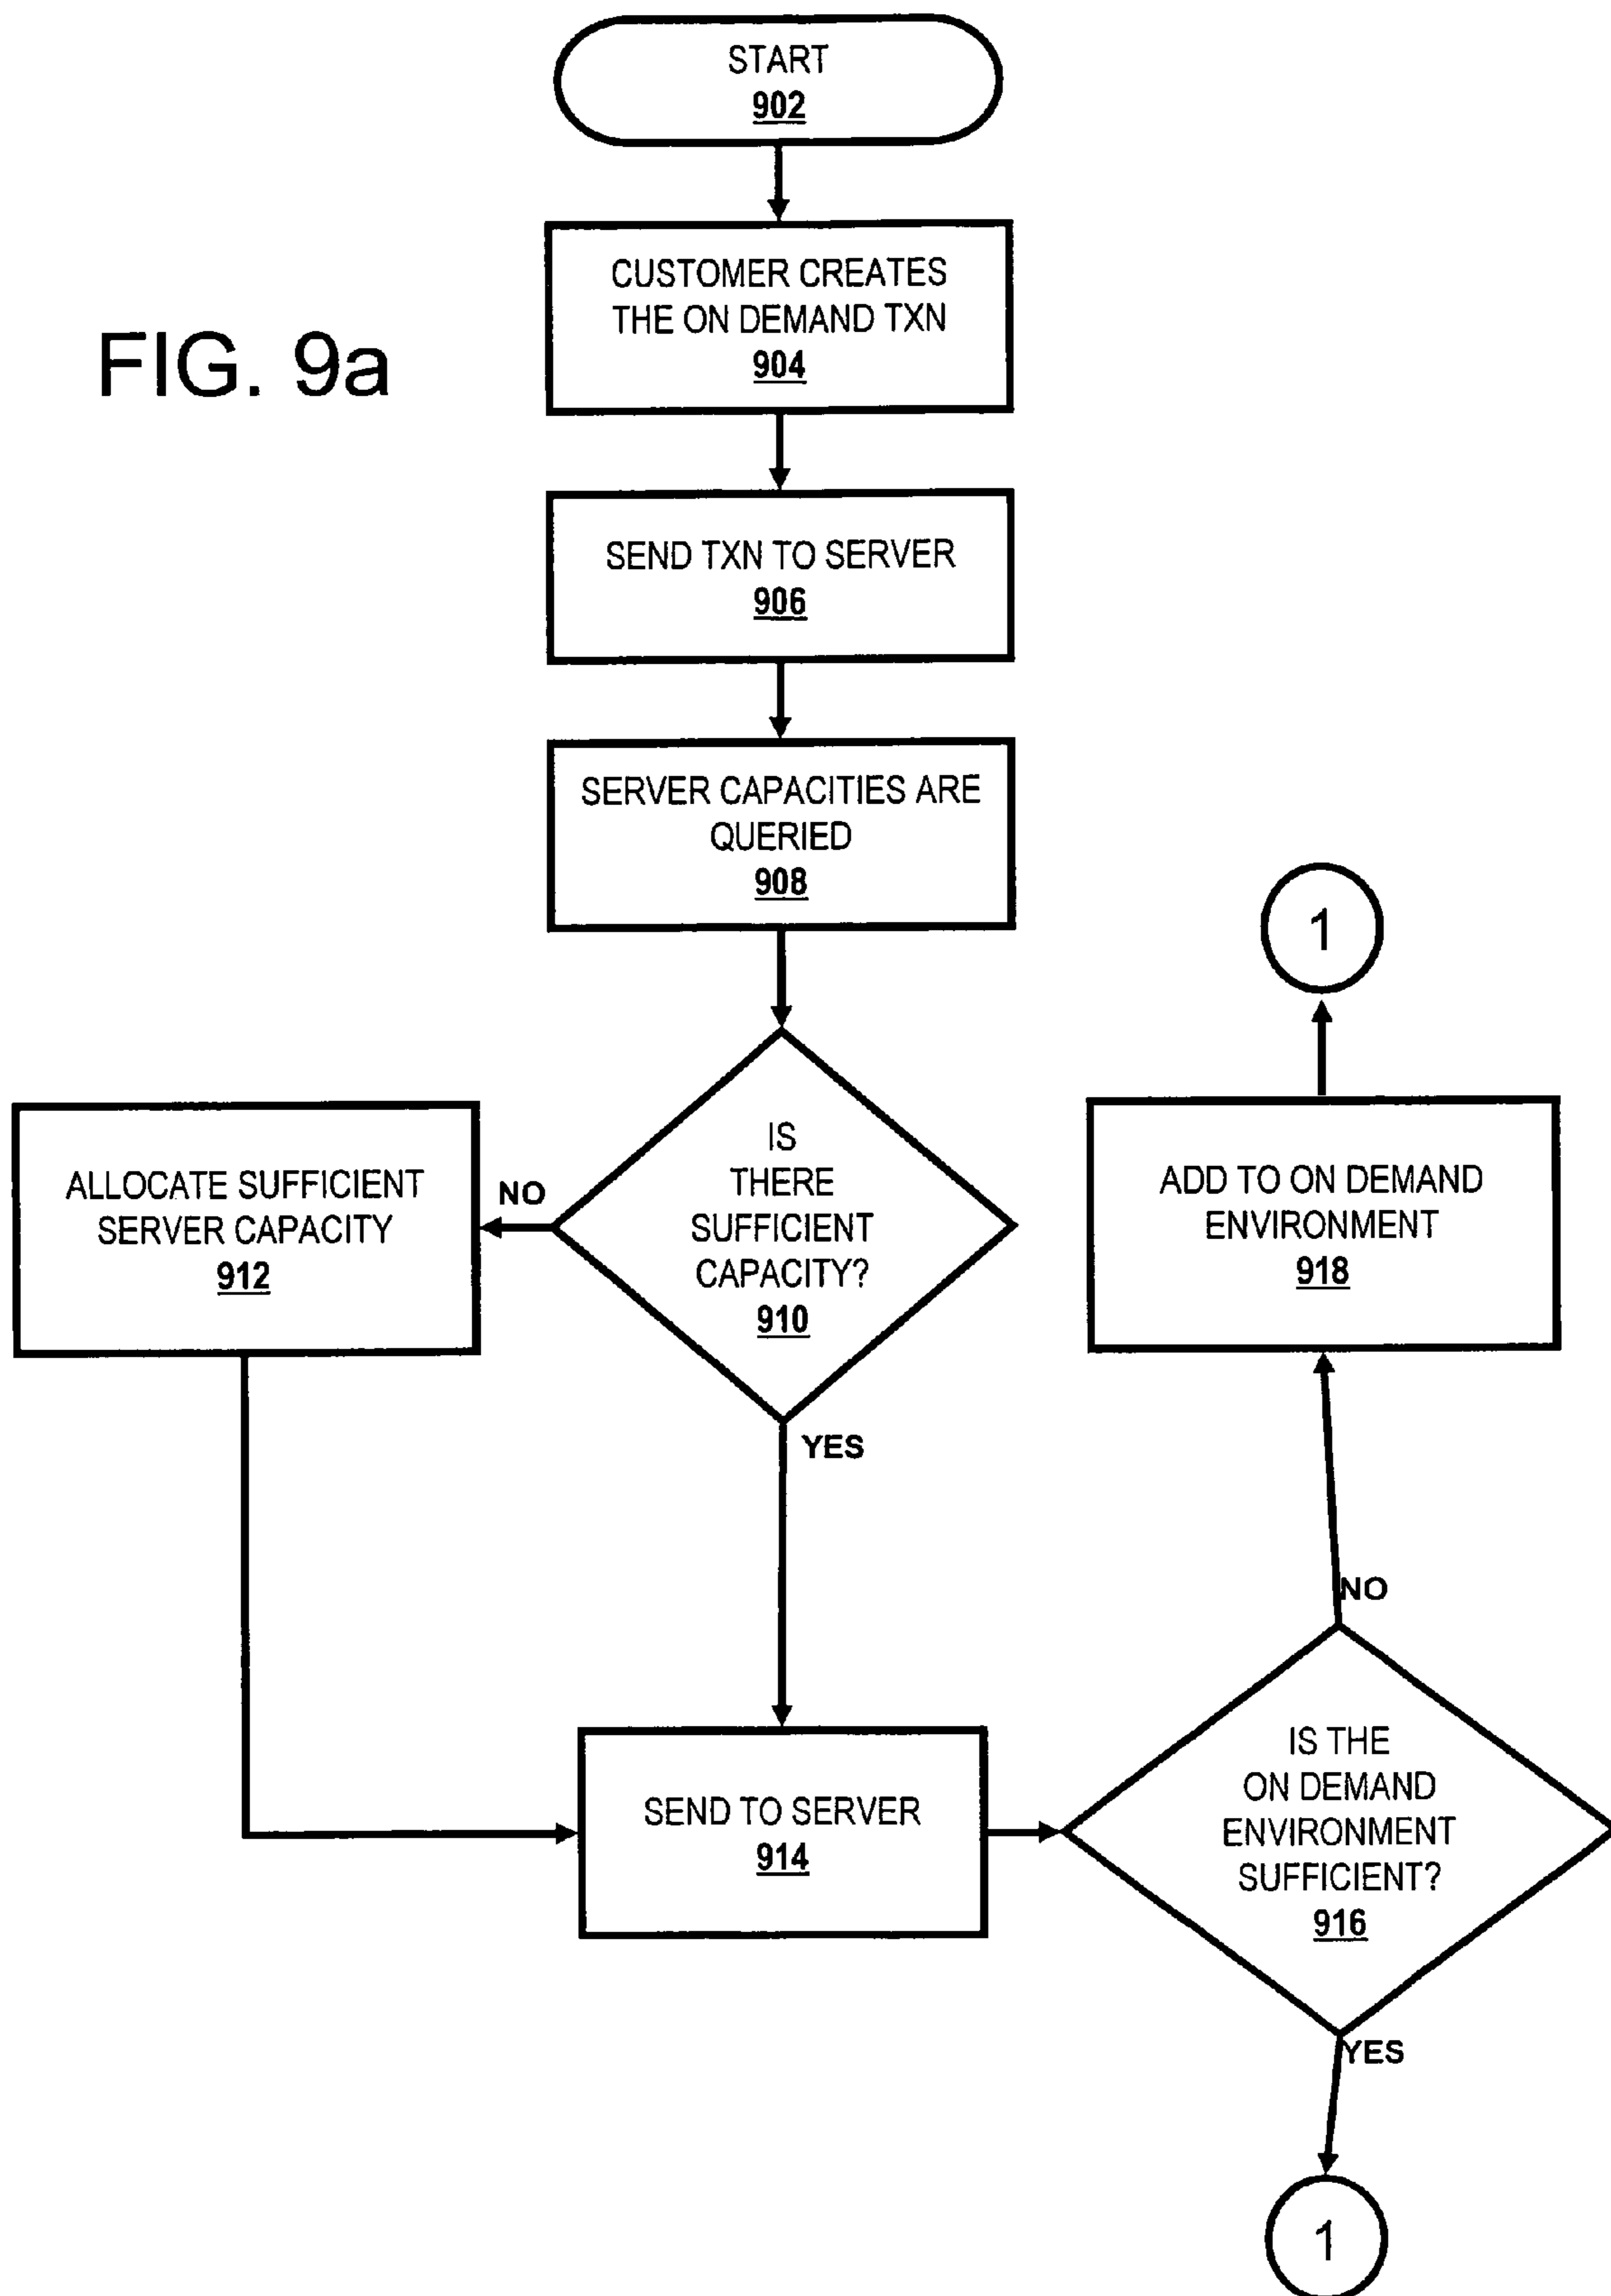 START
902
FIG. 9a
CUSTOMER CREATES
THE ON DEMAND TXN
904
SEND TXN TO SERVER
906
SERVER CAPACITIES ARE
QUERIED
908
1
IS
THERE
SUFFICIENT
CAPACITY?
910
NO
ALLOCATE SUFFICIENT
SERVER CAPACITY
912
ADD TO ON DEMAND
ENVIRONMENT
918
YES
NO
SEND TO SERVER
914
IS THE
ON DEMAND
ENVIRONMENT
SUFFICIENT?
916
YES
1